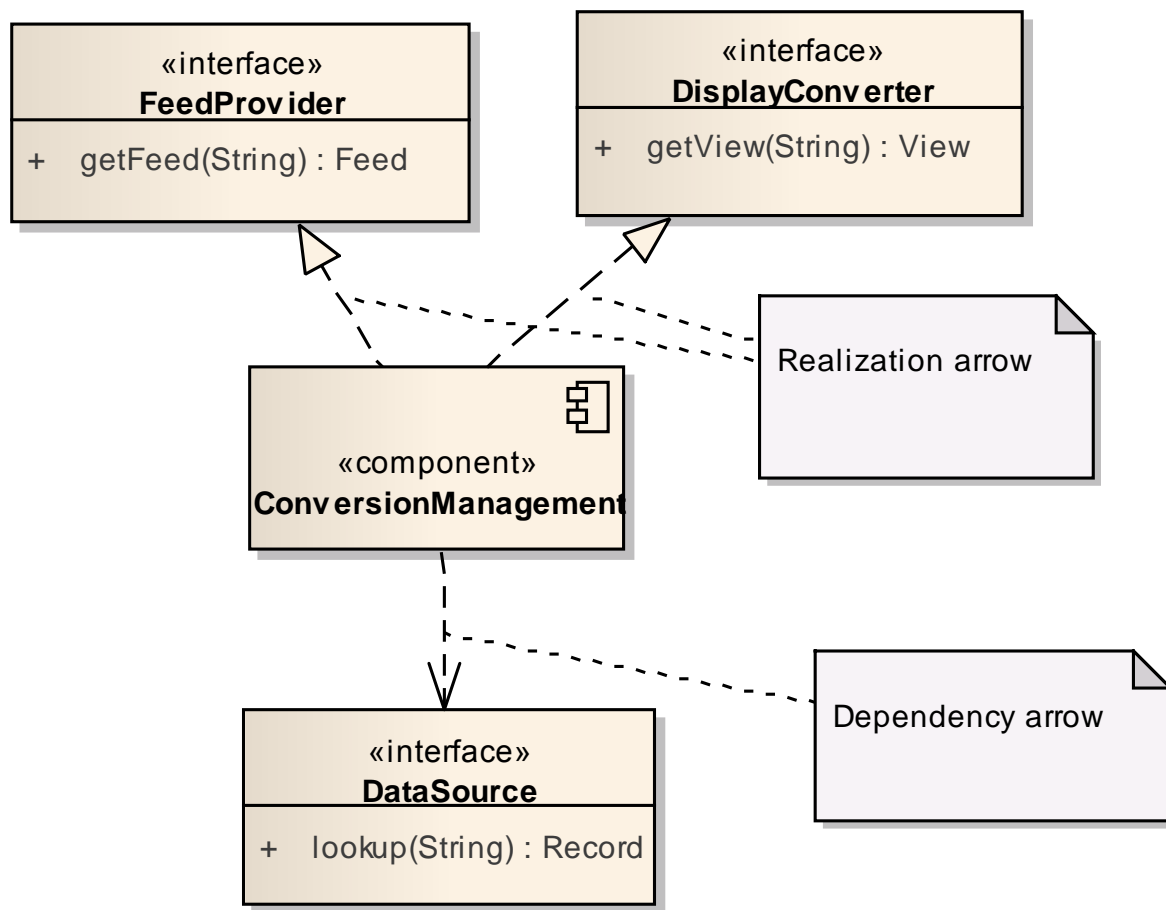 «interface»
FeedProvider
+ getFeed(String) : Feed
«interface»
DisplayConverter
+ getView(String) : View
Realization arrow
«component»
ConversionManagement
Dependency arrow
«interface»
DataSource
+ lookup(String) : Record